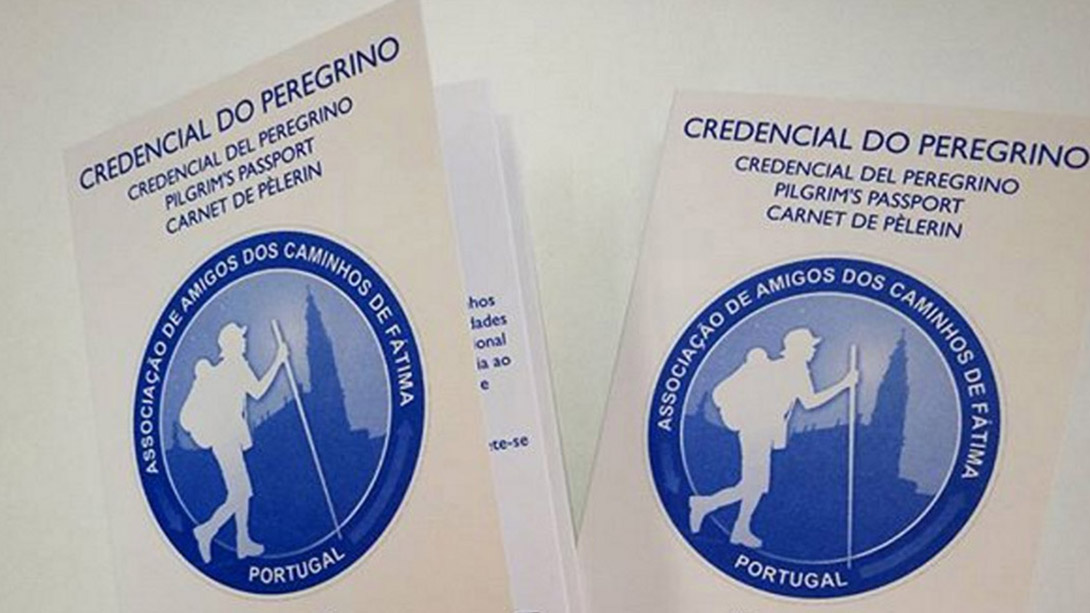 CREDENCIAL DO PEREGRINO
CREDENCIAL DEL PEREGRINO
PILGRIM'S PASSPORT
CARNET DE PÈLERIN
ASSOCIAÇÃO DE AMIGOS DOS CAMINHOS DE FÁTIMA
PORTUGAL
nhos
dades
ional
ia ao
e
ete-se
CREDENCIAL DO PEREGRINO
CREDENCIAL DEL PEREGRINO
PILGRIM'S PASSPORT
CARNET DE PÈLERIN
ASSOCIAÇÃO DE AMIGOS DOS CAMINHOS DE FÁTIMA
PORTUGAL